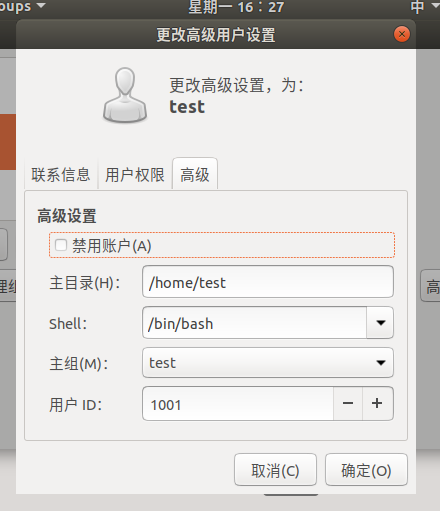 oups
星期一 16：27
中
更改高级用户设置
更改高级设置，为：
test
联系信息
用户权限
高级
高级设置
禁用账户(A)
主目录(H)：
/home/test
Shell：
/bin/bash
主组(M)：
test
用户 ID：
1001
理组
高
取消(C)
确定(O)